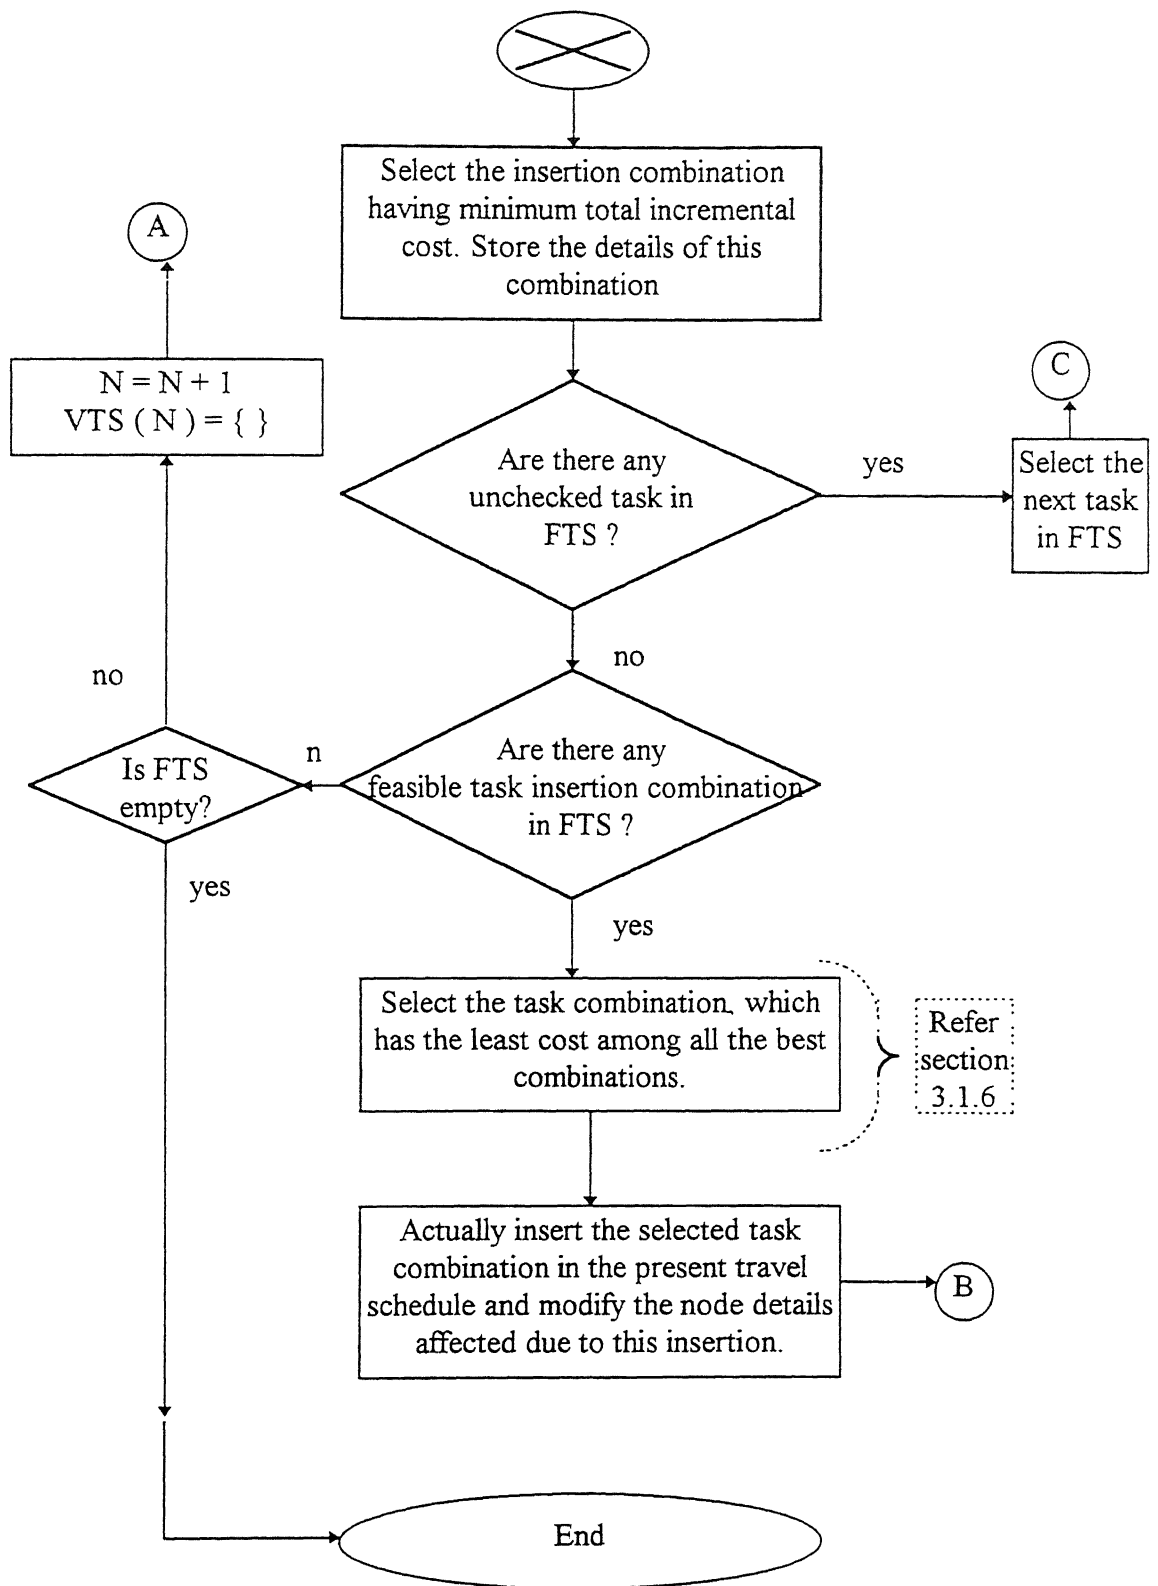 Select the insertion combination
having minimum total incremental
cost. Store the details of this
combination
A
N = N + 1
VTS ( N ) = { }
C
Are there any
unchecked task in
FTS ?
yes
Select the
next task
in FTS
no
no
Is FTS
empty?
n
Are there any
feasible task insertion combination
in FTS ?
yes
yes
Select the task combination, which
has the least cost among all the best
combinations.
Refer
section
3.1.6
Actually insert the selected task
combination in the present travel
schedule and modify the node details
affected due to this insertion.
B
End